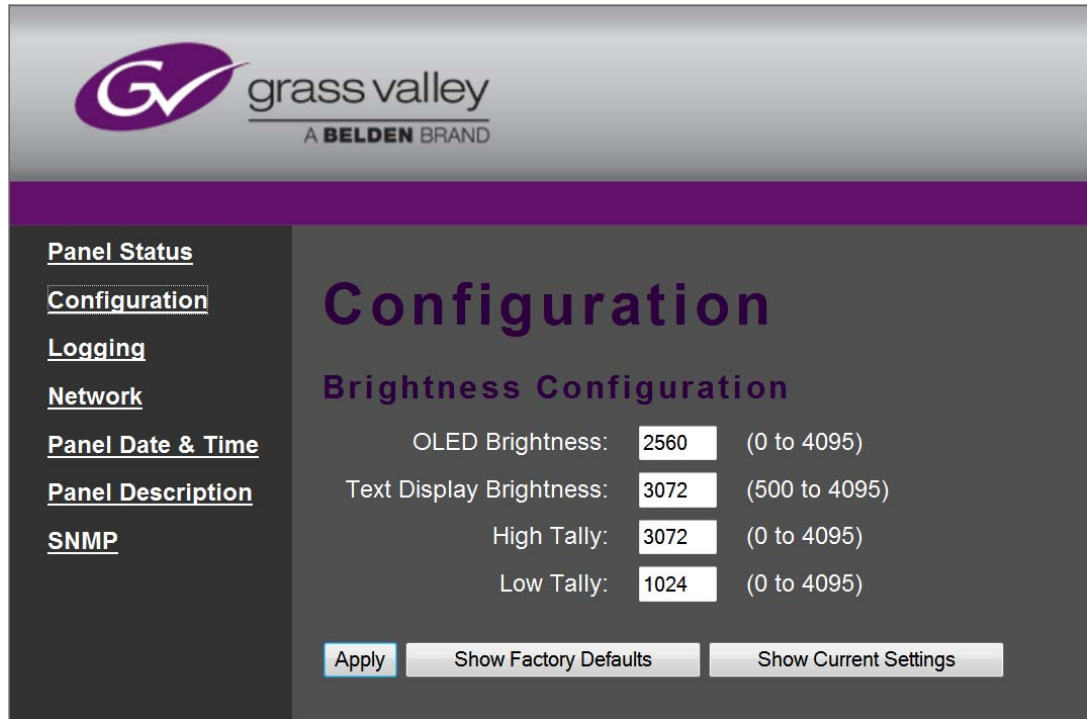 GV grass valley
A BELDEN BRAND
Panel Status
Configuration
Logging
Network
Panel Date & Time
Panel Description
SNMP
Configuration
Brightness Configuration
OLED Brightness: 2560 (0 to 4095)
Text Display Brightness: 3072 (500 to 4095)
High Tally: 3072 (0 to 4095)
Low Tally: 1024 (0 to 4095)
Apply Show Factory Defaults Show Current Settings